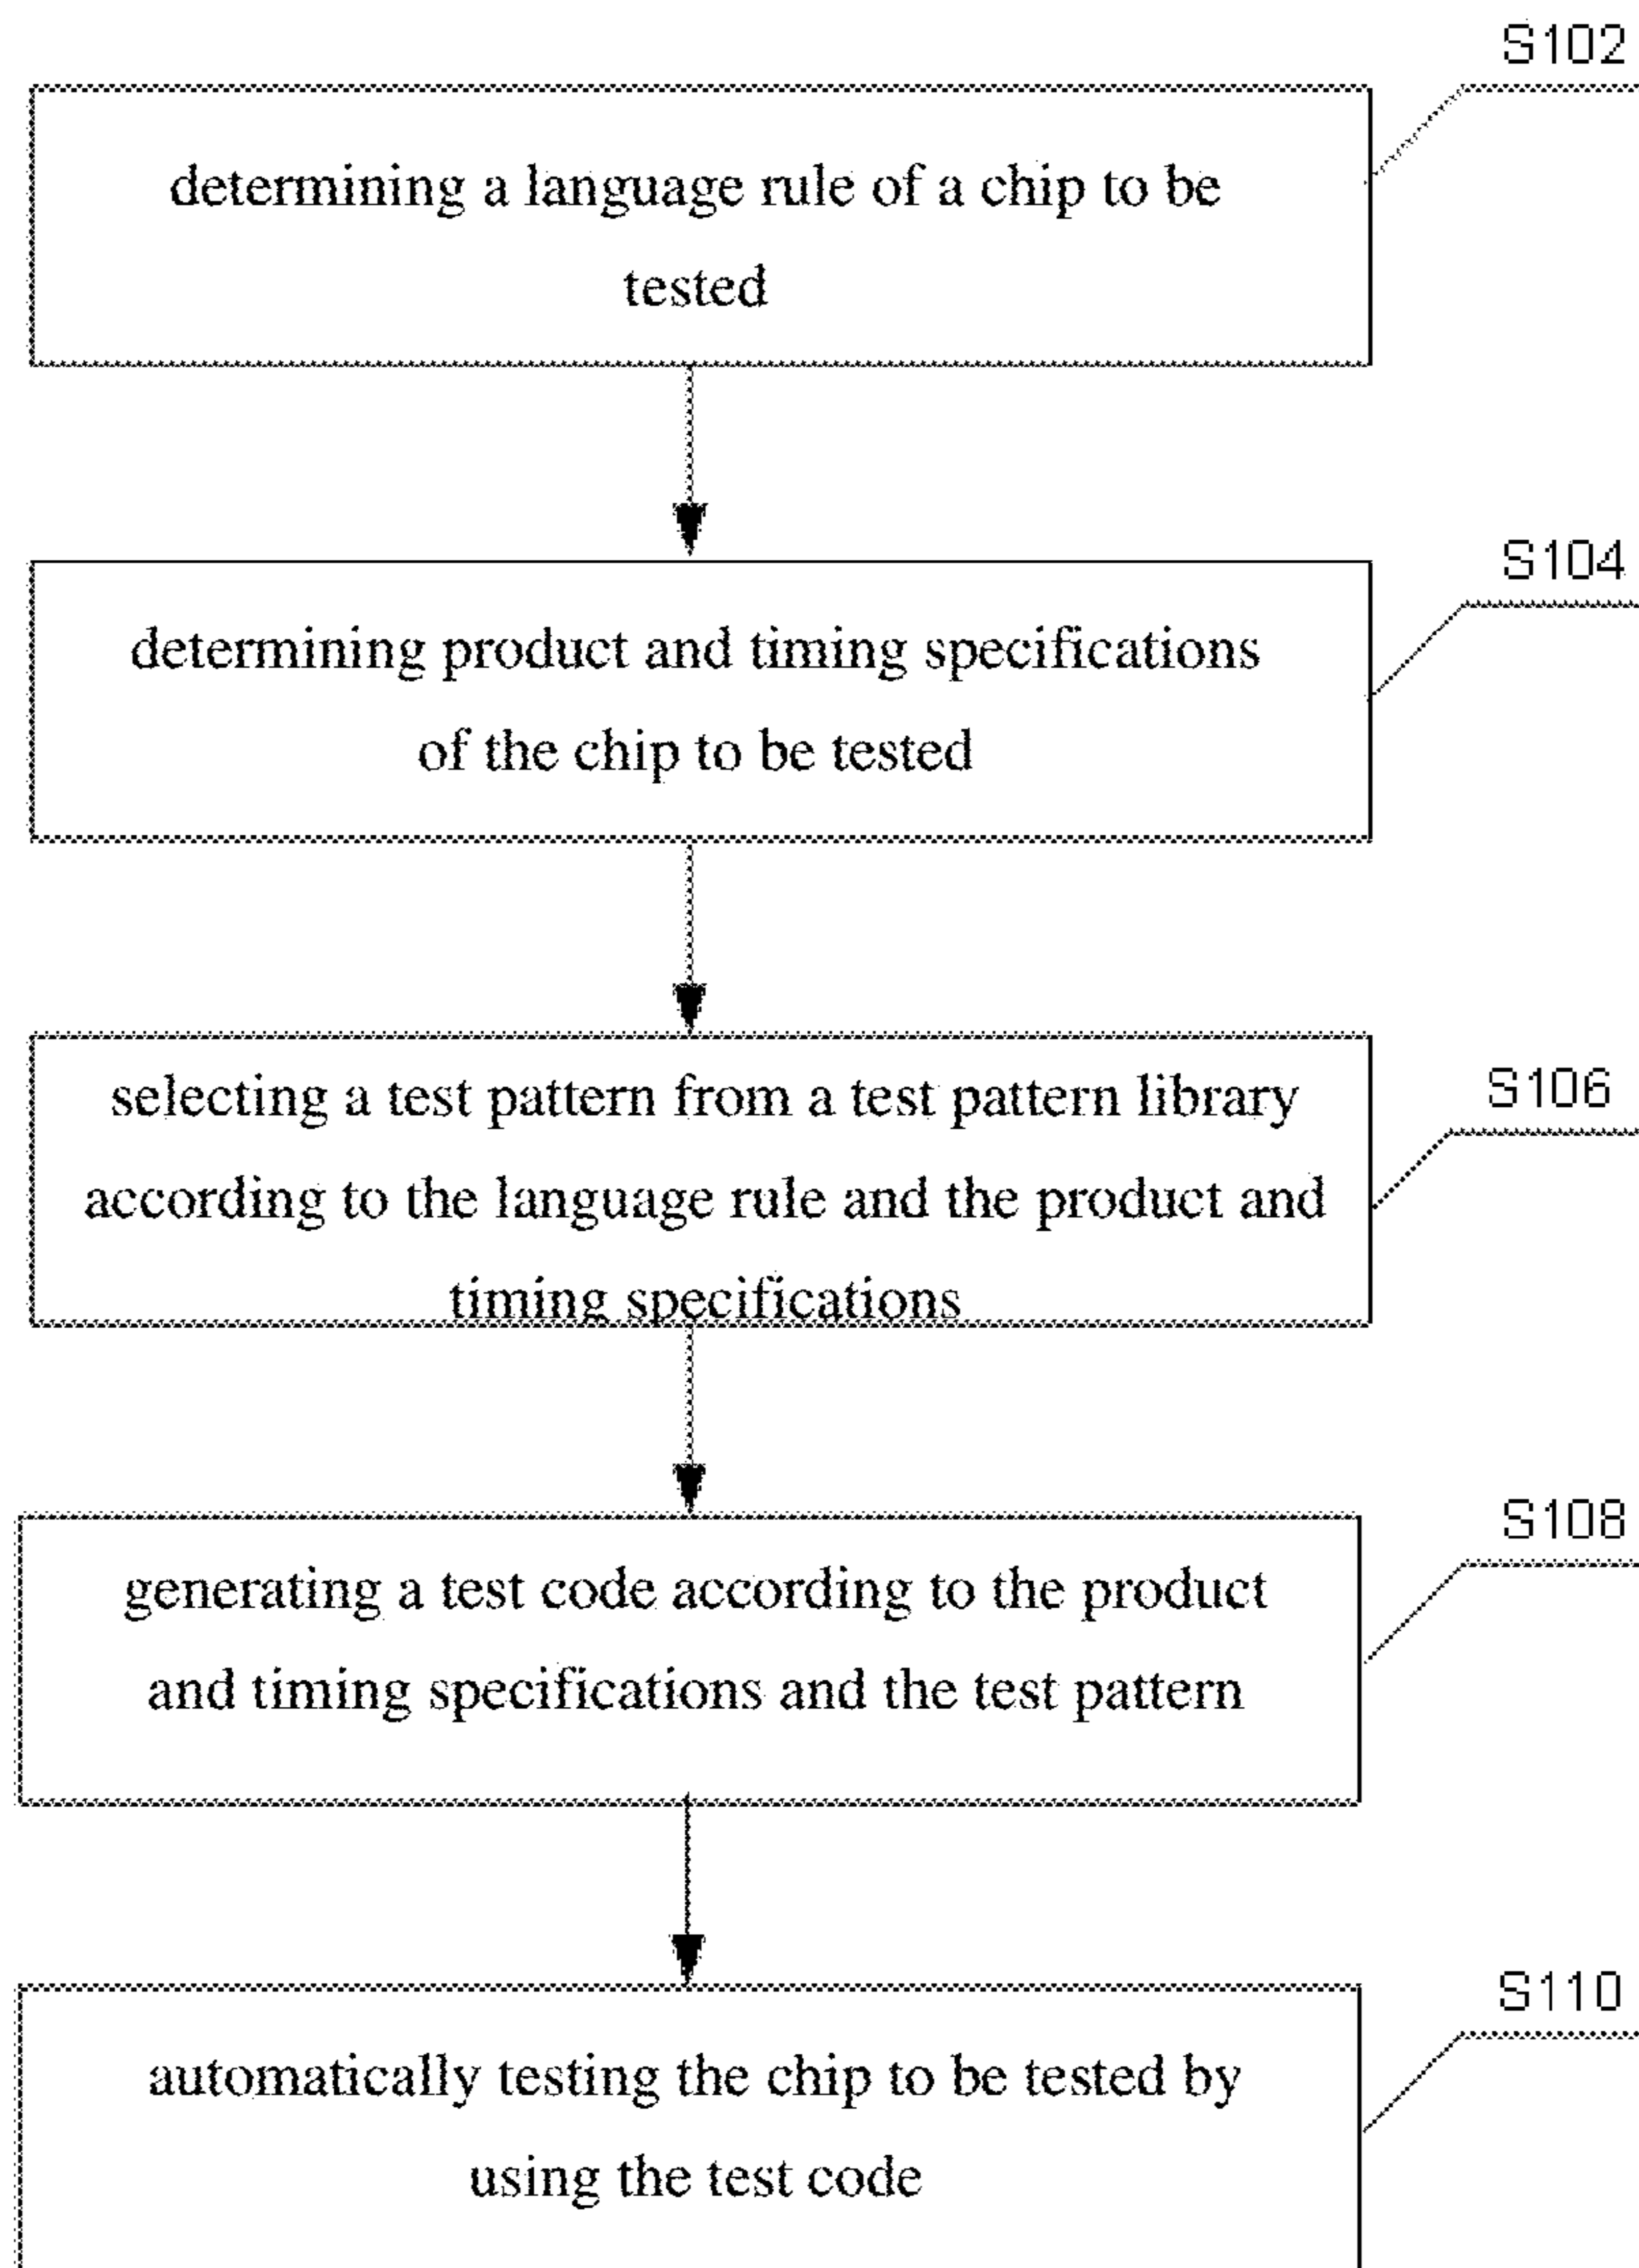 S102
determining a language rule of a chip to be
tested
S104
determining product and timing specifications
of the chip to be tested
S106
selecting a test pattern from a test pattern library
according to the language rule and the product and
timing specifications
S108
generating a test code according to the product
and timing specifications and the test pattern
S110
automatically testing the chip to be tested by
using the test code